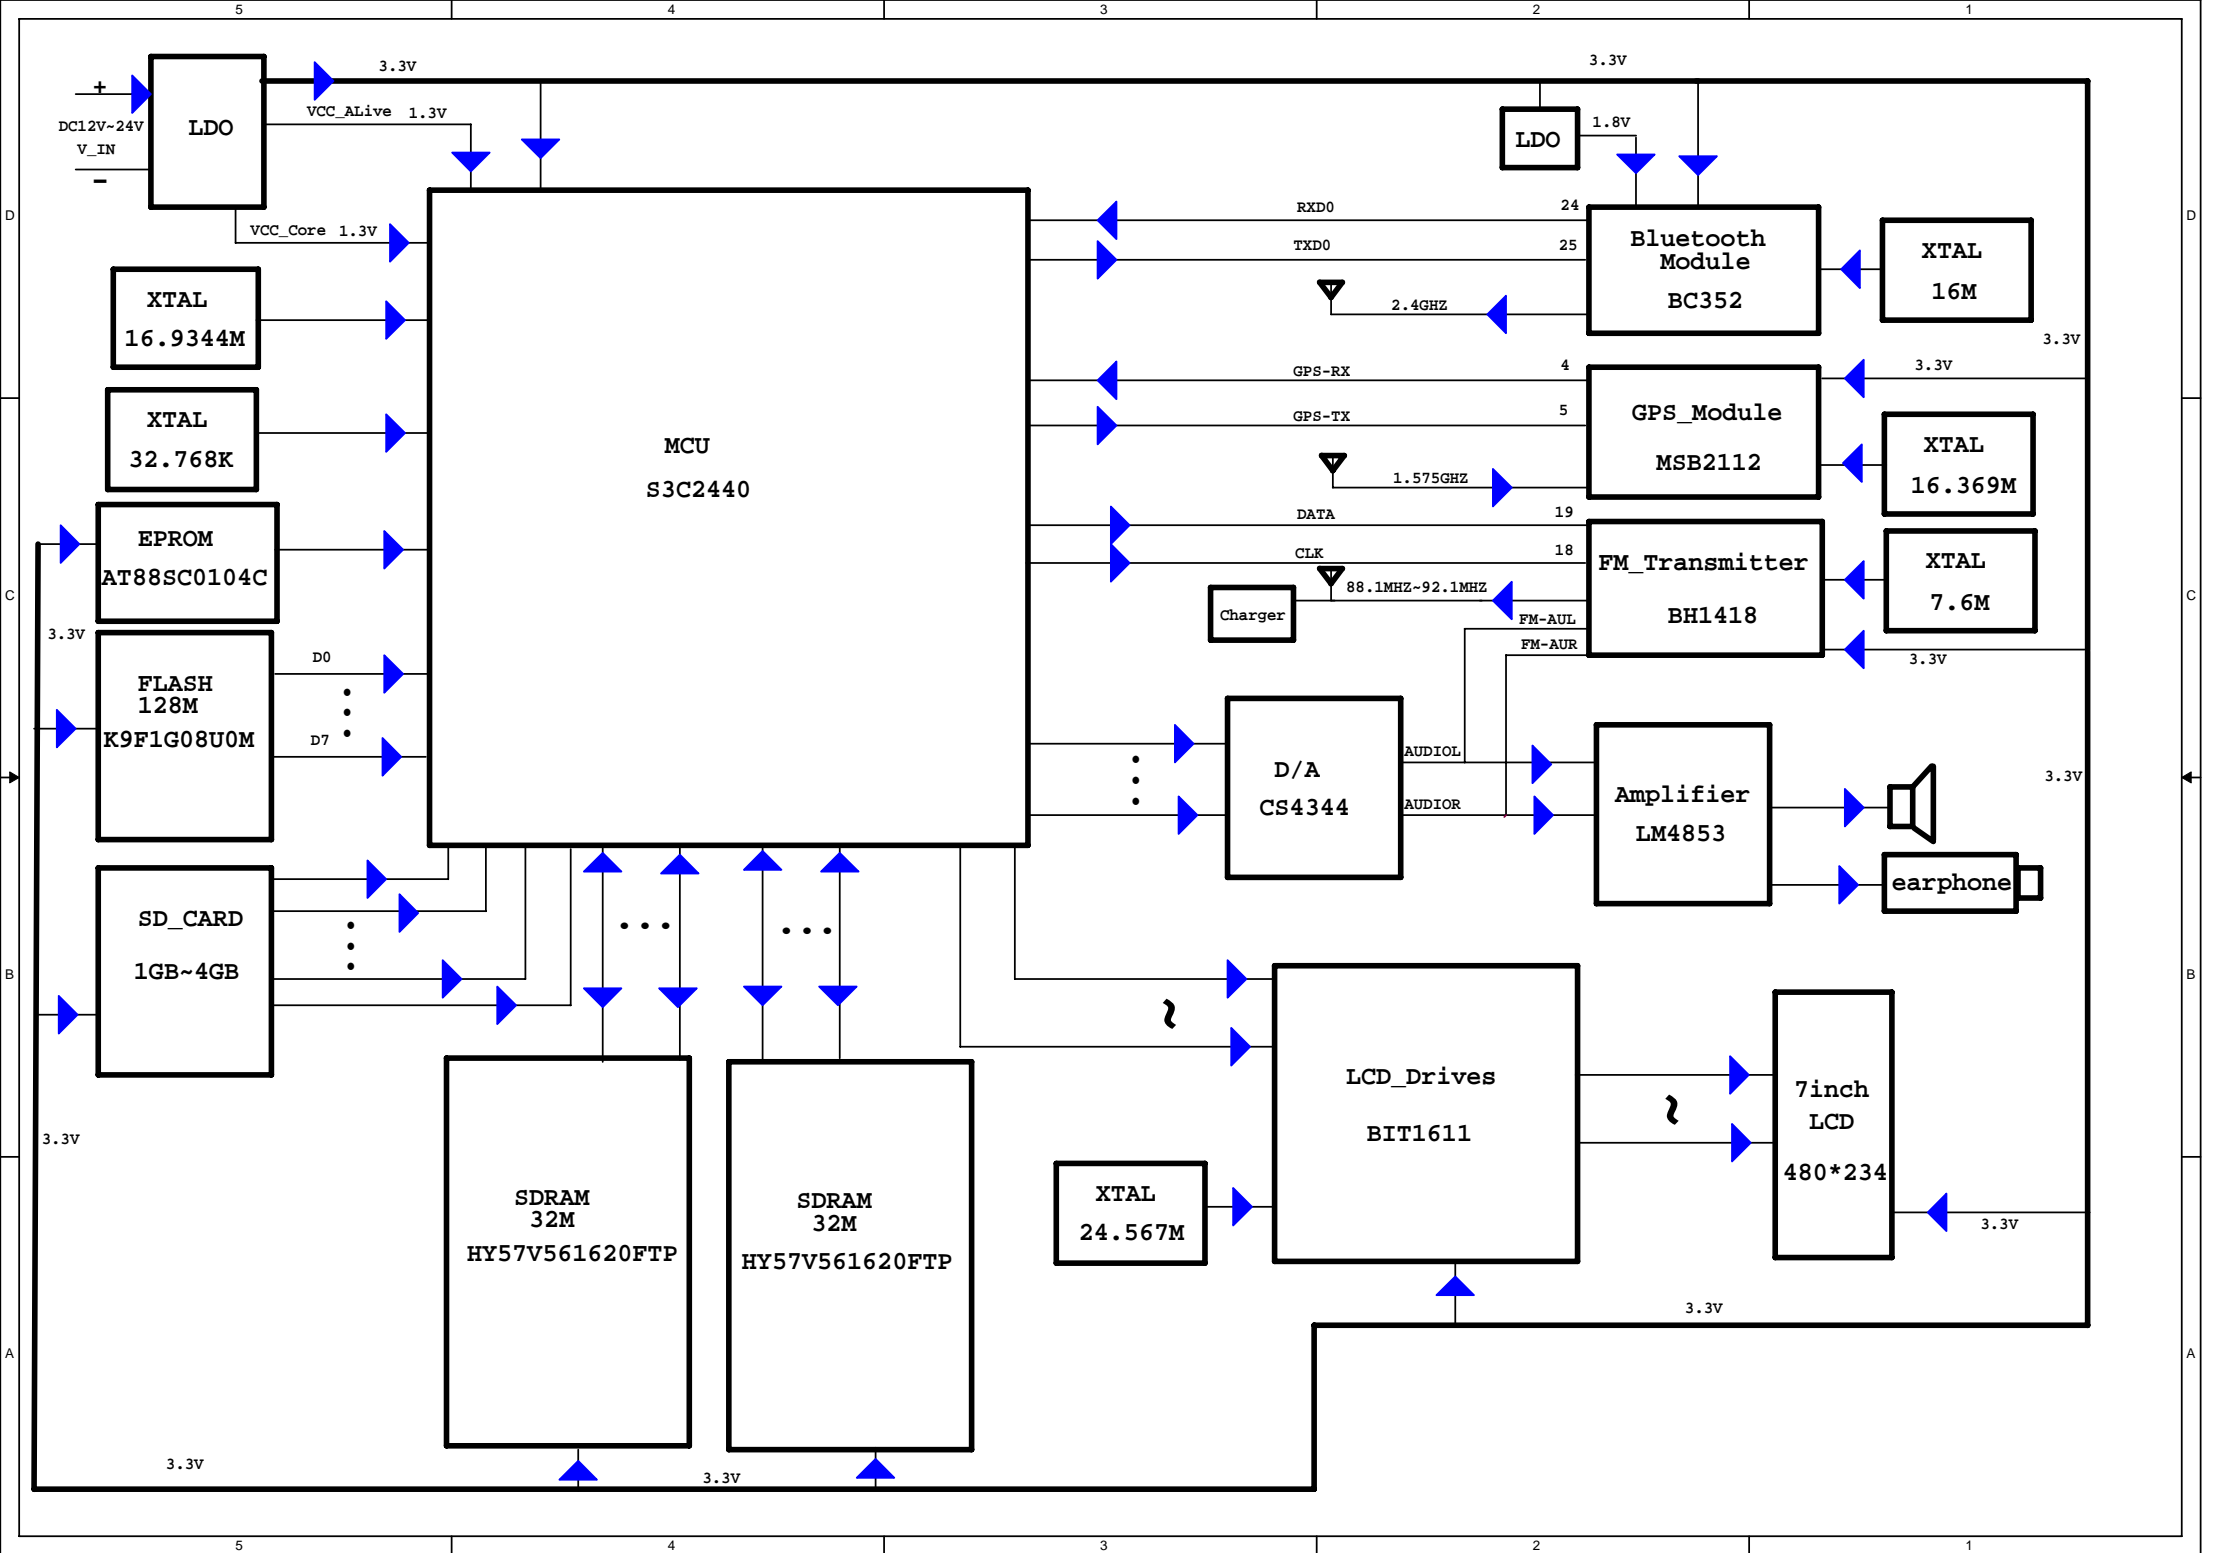 5
4
3
2
1
3.3V
3.3V
VCC_ALive 1.3V
+
DC12V~24V
V_IN
−
LDO
LDO
1.8V
VCC_Core 1.3V
D
D
XTAL
16.9344M
XTAL
32.768K
EPROM
AT88SC0104C
C
3.3V
FLASH
128M
K9F1G08U0M
D0
D7
SD_CARD
1GB~4GB
B
3.3V
MCU
S3C2440
RXD0
24
TXD0
25
2.4GHZ
Bluetooth
Module
BC352
XTAL
16M
3.3V
GPS-RX
4
GPS-TX
5
1.575GHZ
GPS_Module
MSB2112
3.3V
XTAL
16.369M
DATA
19
CLK
18
88.1MHZ~92.1MHZ
Charger
FM-AUL
FM-AUR
FM_Transmitter
BH1418
XTAL
7.6M
C
3.3V
D/A
CS4344
AUDIOL
AUDIOR
Amplifier
LM4853
3.3V
earphone
B
LCD_Drives
BIT1611
~
~
7inch
LCD
480*234
XTAL
24.567M
3.3V
3.3V
SDRAM
32M
HY57V561620FTP
SDRAM
32M
HY57V561620FTP
A
A
3.3V
3.3V
5
4
3
2
1